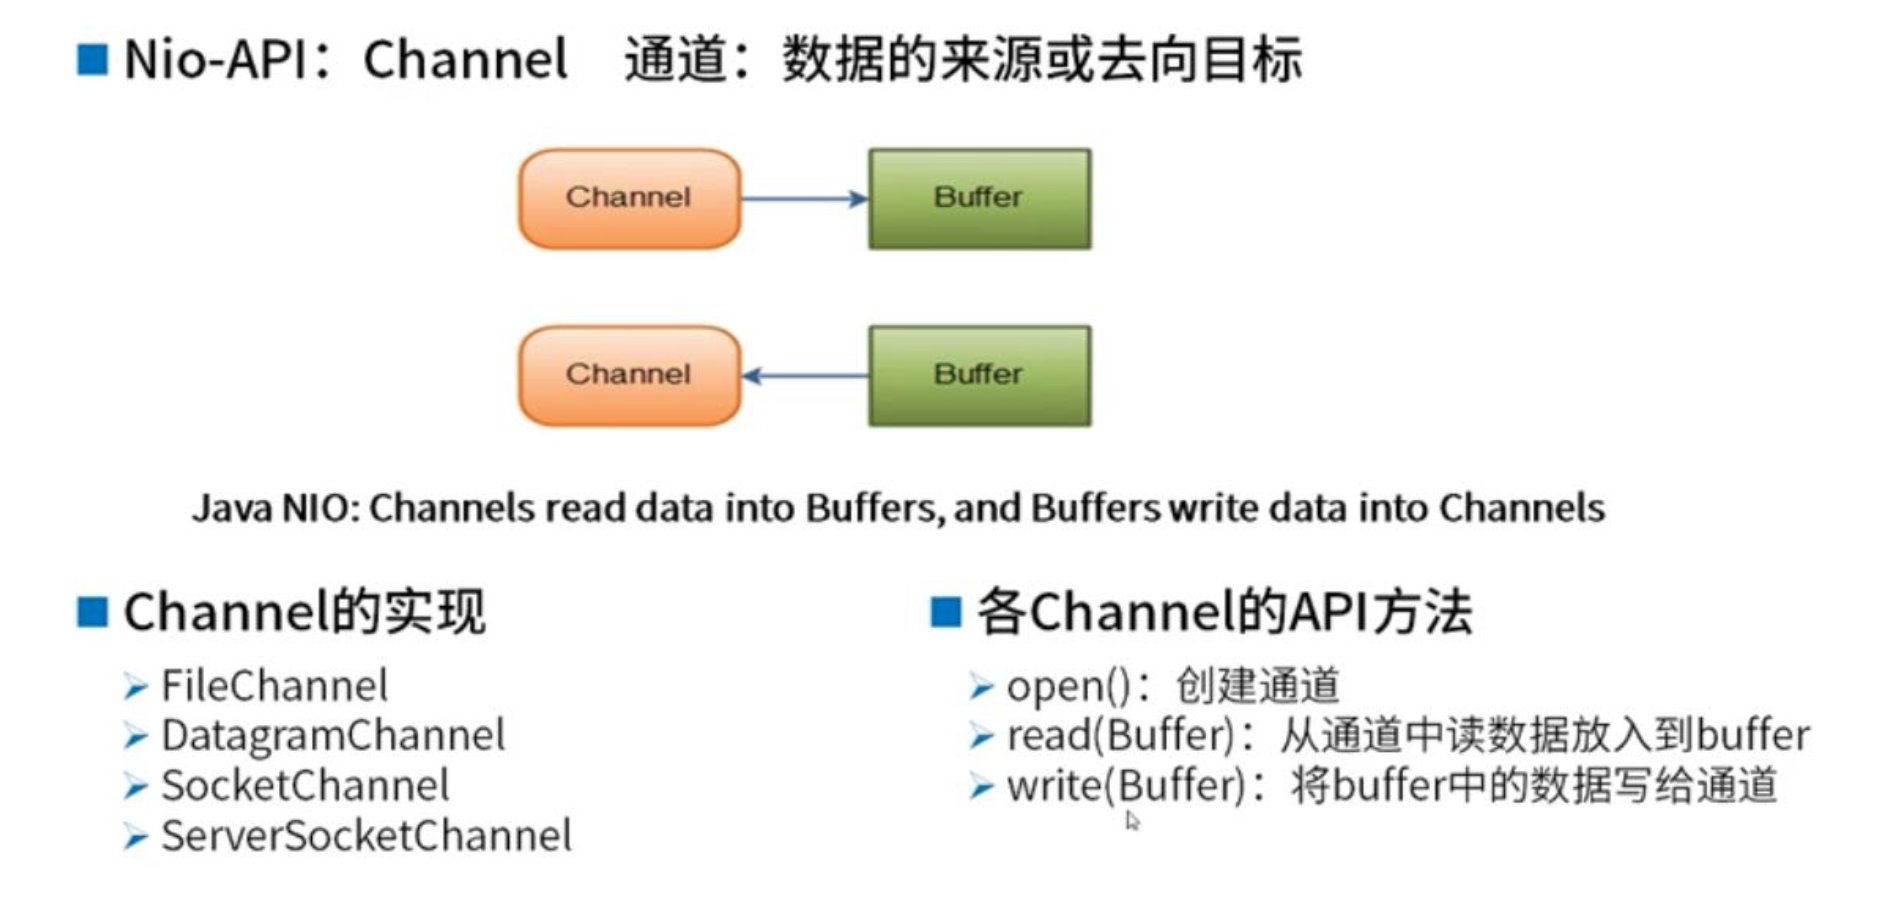 Nio-API：Channel 通道：数据的来源或去向目标
Channel
Buffer
Channel
Buffer
Java NIO: Channels read data into Buffers, and Buffers write data into Channels
Channel的实现
FileChannel
DatagramChannel
SocketChannel
ServerSocketChannel
各Channel的API方法
open()：创建通道
read(Buffer)：从通道中读数据放入到buffer
write(Buffer)：将buffer中的数据写给通道